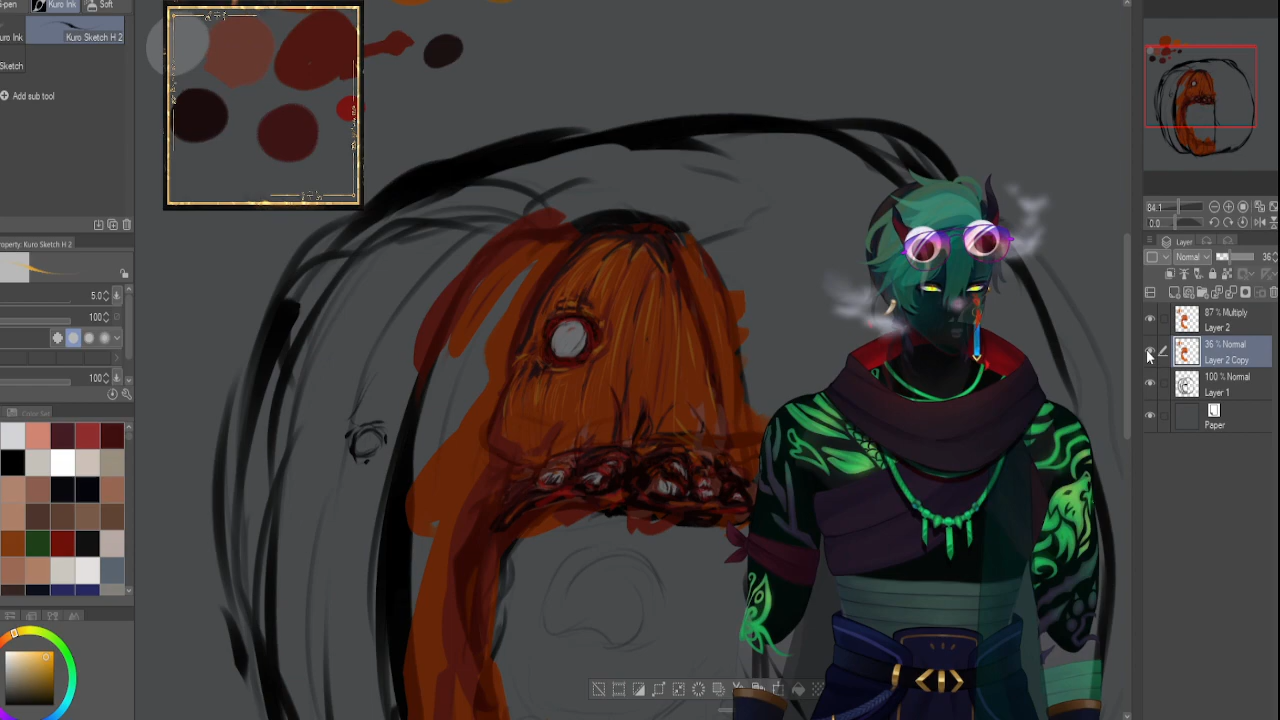 Kuro Ink
Soft
Kuro Sketch H 2
Sketch
Add sub tool
Kuro Sketch H 2
5.0
100
100
Color Set
84.1
0.0
Layer
Normal
36
87 % Multiply
Layer 2
36 % Normal
Layer 2 Copy
100 % Normal
Layer 1
Paper